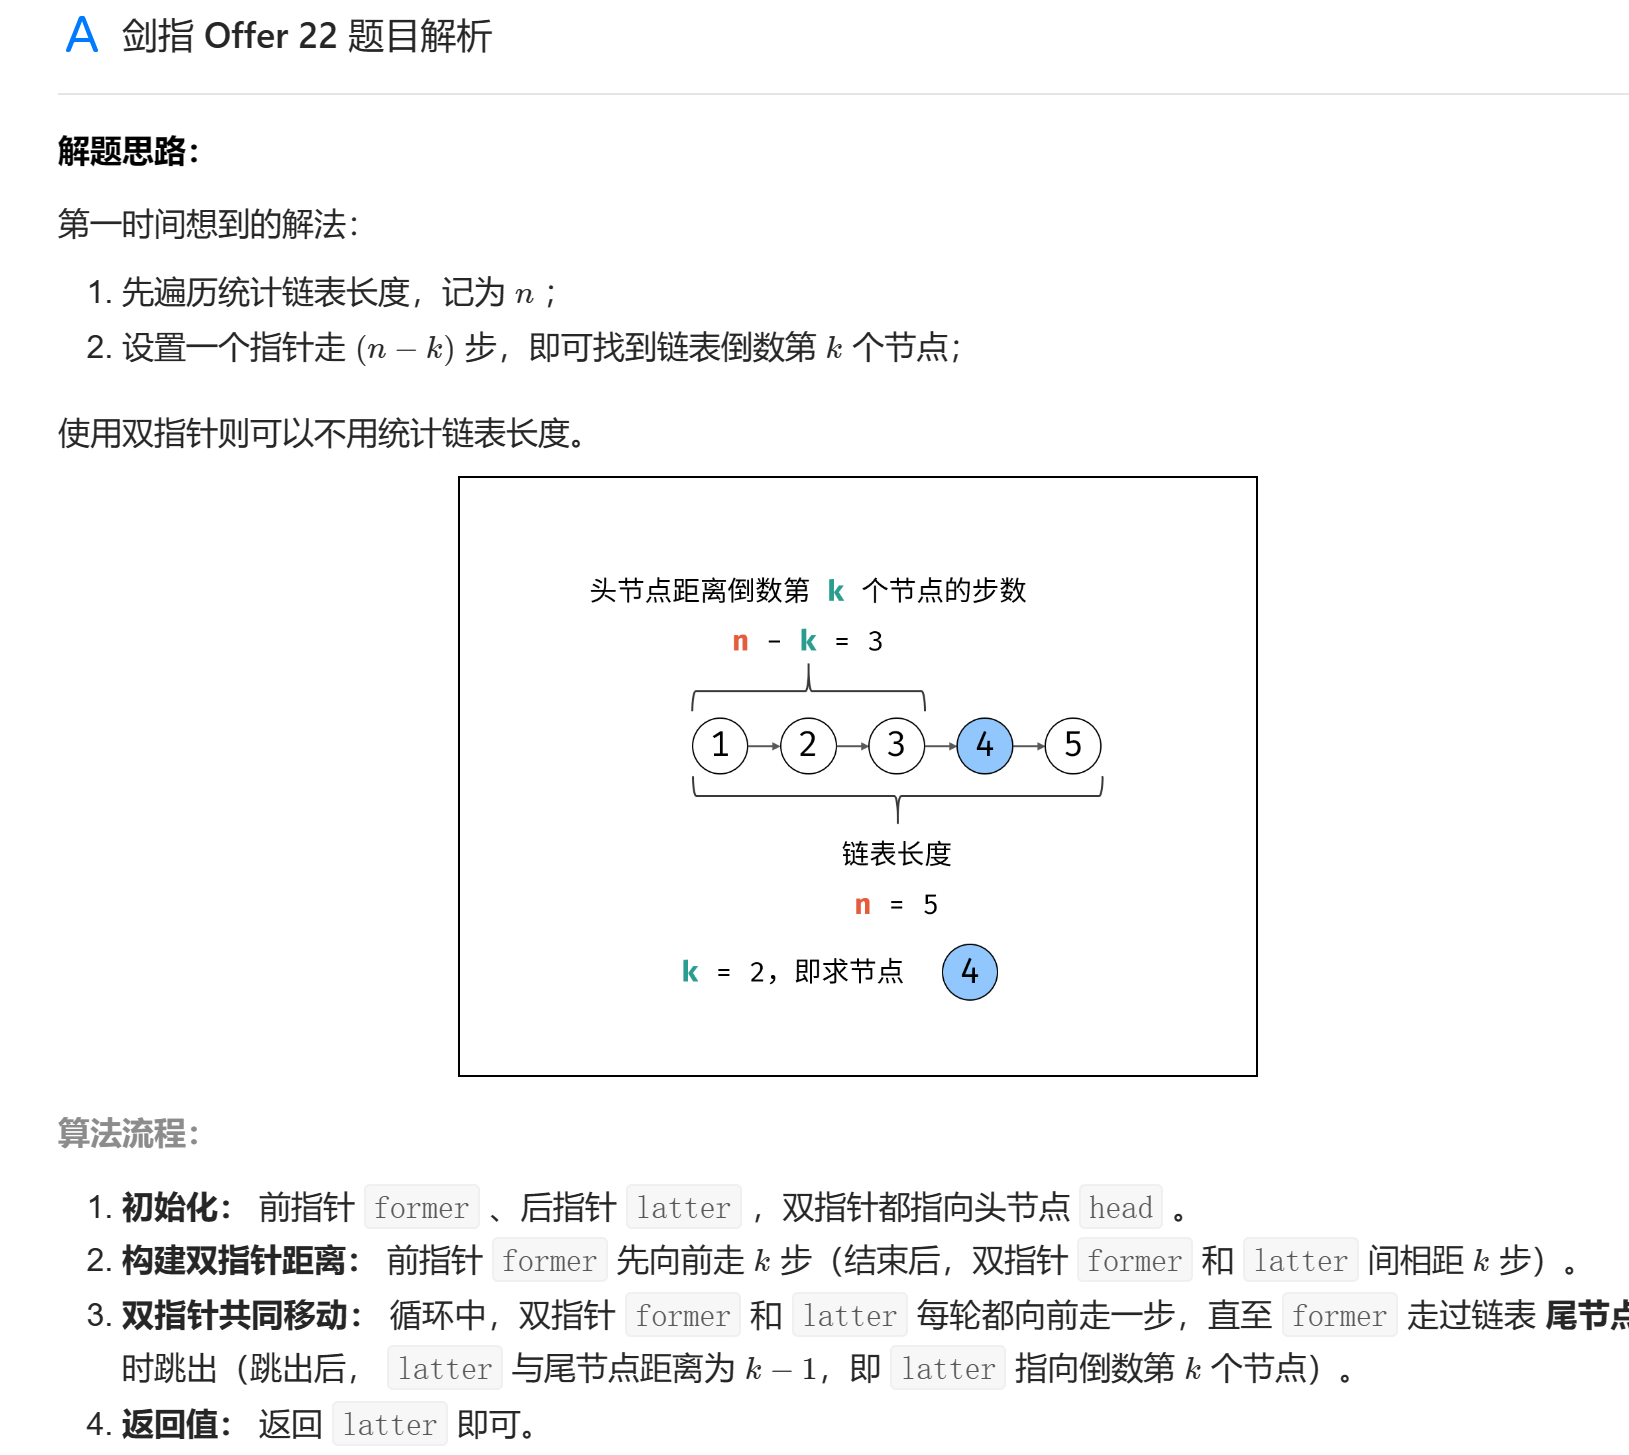 剑指 Offer 22 题目解析
解题思路：
第一时间想到的解法：
1. 先遍历统计链表长度，记为 n ；
2. 设置一个指针走 (n − k) 步，即可找到链表倒数第 k 个节点；
使用双指针则可以不用统计链表长度。
头节点距离倒数第 k 个节点的步数
n - k = 3
1 2 3 4 5
链表长度
n = 5
k = 2，即求节点 4
算法流程：
1. 初始化： 前指针 former 、后指针 latter ，双指针都指向头节点 head 。
2. 构建双指针距离： 前指针 former 先向前走 k 步（结束后，双指针 former 和 latter 间相距 k 步）。
3. 双指针共同移动： 循环中，双指针 former 和 latter 每轮都向前走一步，直至 former 走过链表 尾节点
时跳出（跳出后， latter 与尾节点距离为 k − 1，即 latter 指向倒数第 k 个节点）。
4. 返回值： 返回 latter 即可。